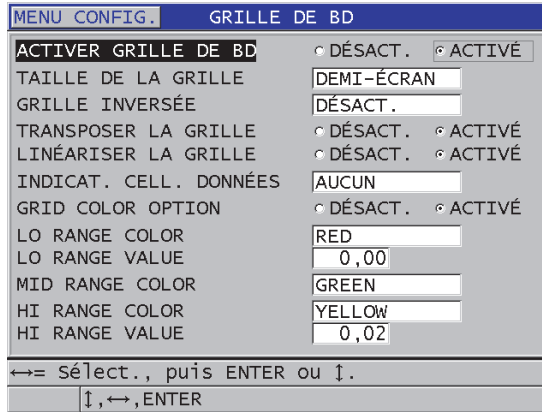 MENU CONFIG. GRILLE DE BD
ACTIVER GRILLE DE BD DÉSACT. ACTIVÉ
TAILLE DE LA GRILLE DEMI-ÉCRAN
GRILLE INVERSÉE DÉSACT.
TRANSPOSER LA GRILLE DÉSACT. ACTIVÉ
LINÉARISER LA GRILLE DÉSACT. ACTIVÉ
INDICAT. CELL. DONNÉES AUCUN
GRID COLOR OPTION DÉSACT. ACTIVÉ
LO RANGE COLOR RED
LO RANGE VALUE 0,00
MID RANGE COLOR GREEN
HI RANGE COLOR YELLOW
HI RANGE VALUE 0,02
↔= Sélect., puis ENTER ou ↕.
↕,↔,ENTER